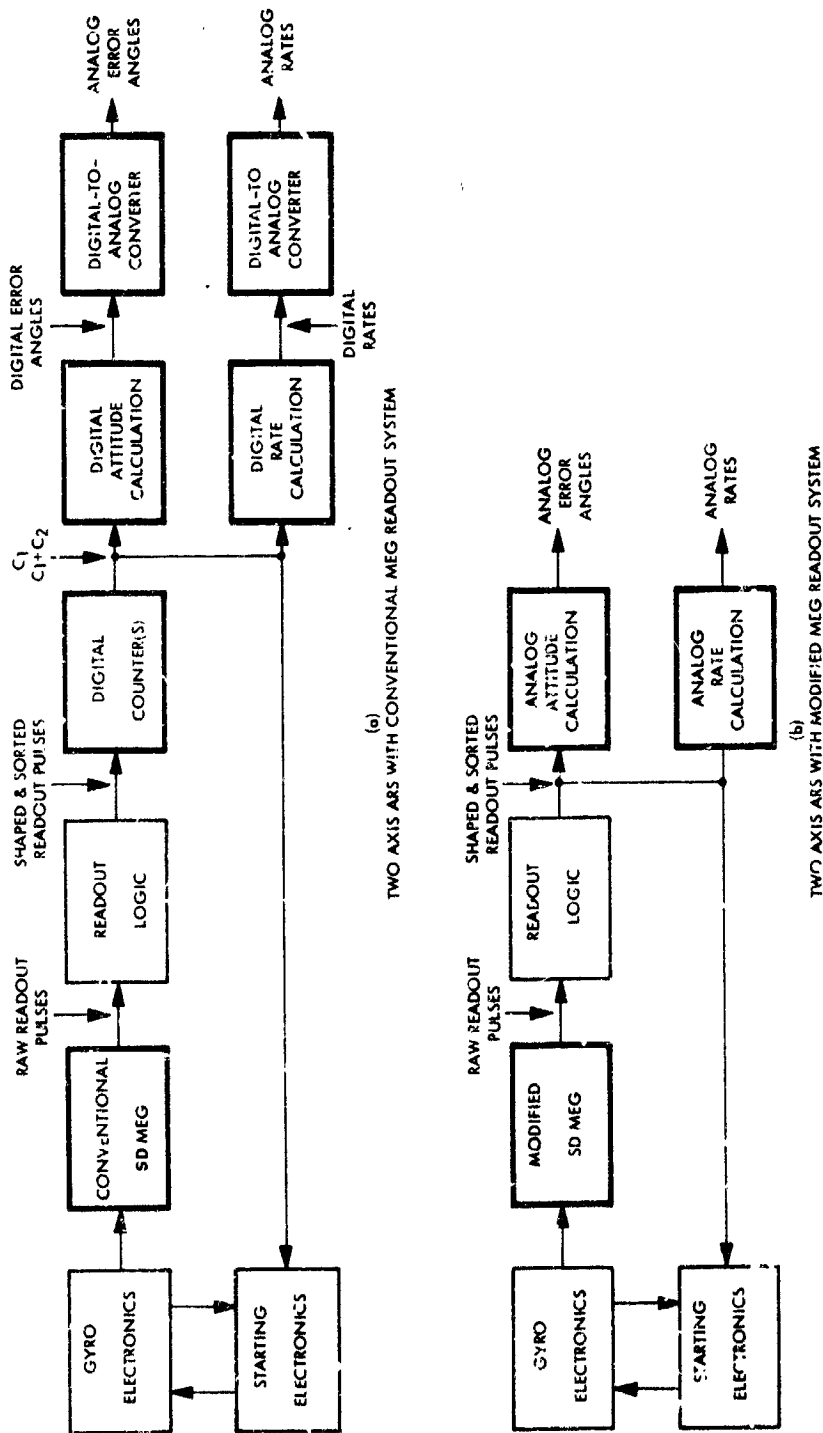 GYRO
ELECTRONICS
STARTING
ELECTRONICS
CONVENTIONAL
SD MEG
RAW READOUT
PULSES
READOUT
LOGIC
SHAPED & SORTED
READOUT PULSES
DIGITAL
COUNTER(S)
C1
C1+C2
DIGITAL
ATTITUDE
CALCULATION
DIGITAL
RATE
CALCULATION
DIGITAL ERROR
ANGLES
DIGITAL
RATES
DIGITAL-TO-
ANALOG
CONVERTER
DIGITAL-TO
ANALOG
CONVERTER
ANALOG
ERROR
ANGLES
ANALOG
RATES
(a)
TWO AXIS ARS WITH CONVENTIONAL MEG READOUT SYSTEM
GYRO
ELECTRONICS
STARTING
ELECTRONICS
MODIFIED
SD MEG
RAW READOUT
PULSES
READOUT
LOGIC
SHAPED & SORTED
READOUT PULSES
ANALOG
ATTITUDE
CALCULATION
ANALOG
RATE
CALCULATION
ANALOG
ERROR
ANGLES
ANALOG
RATES
(b)
TWO AXIS ARS WITH MODIFIED MEG READOUT SYSTEM